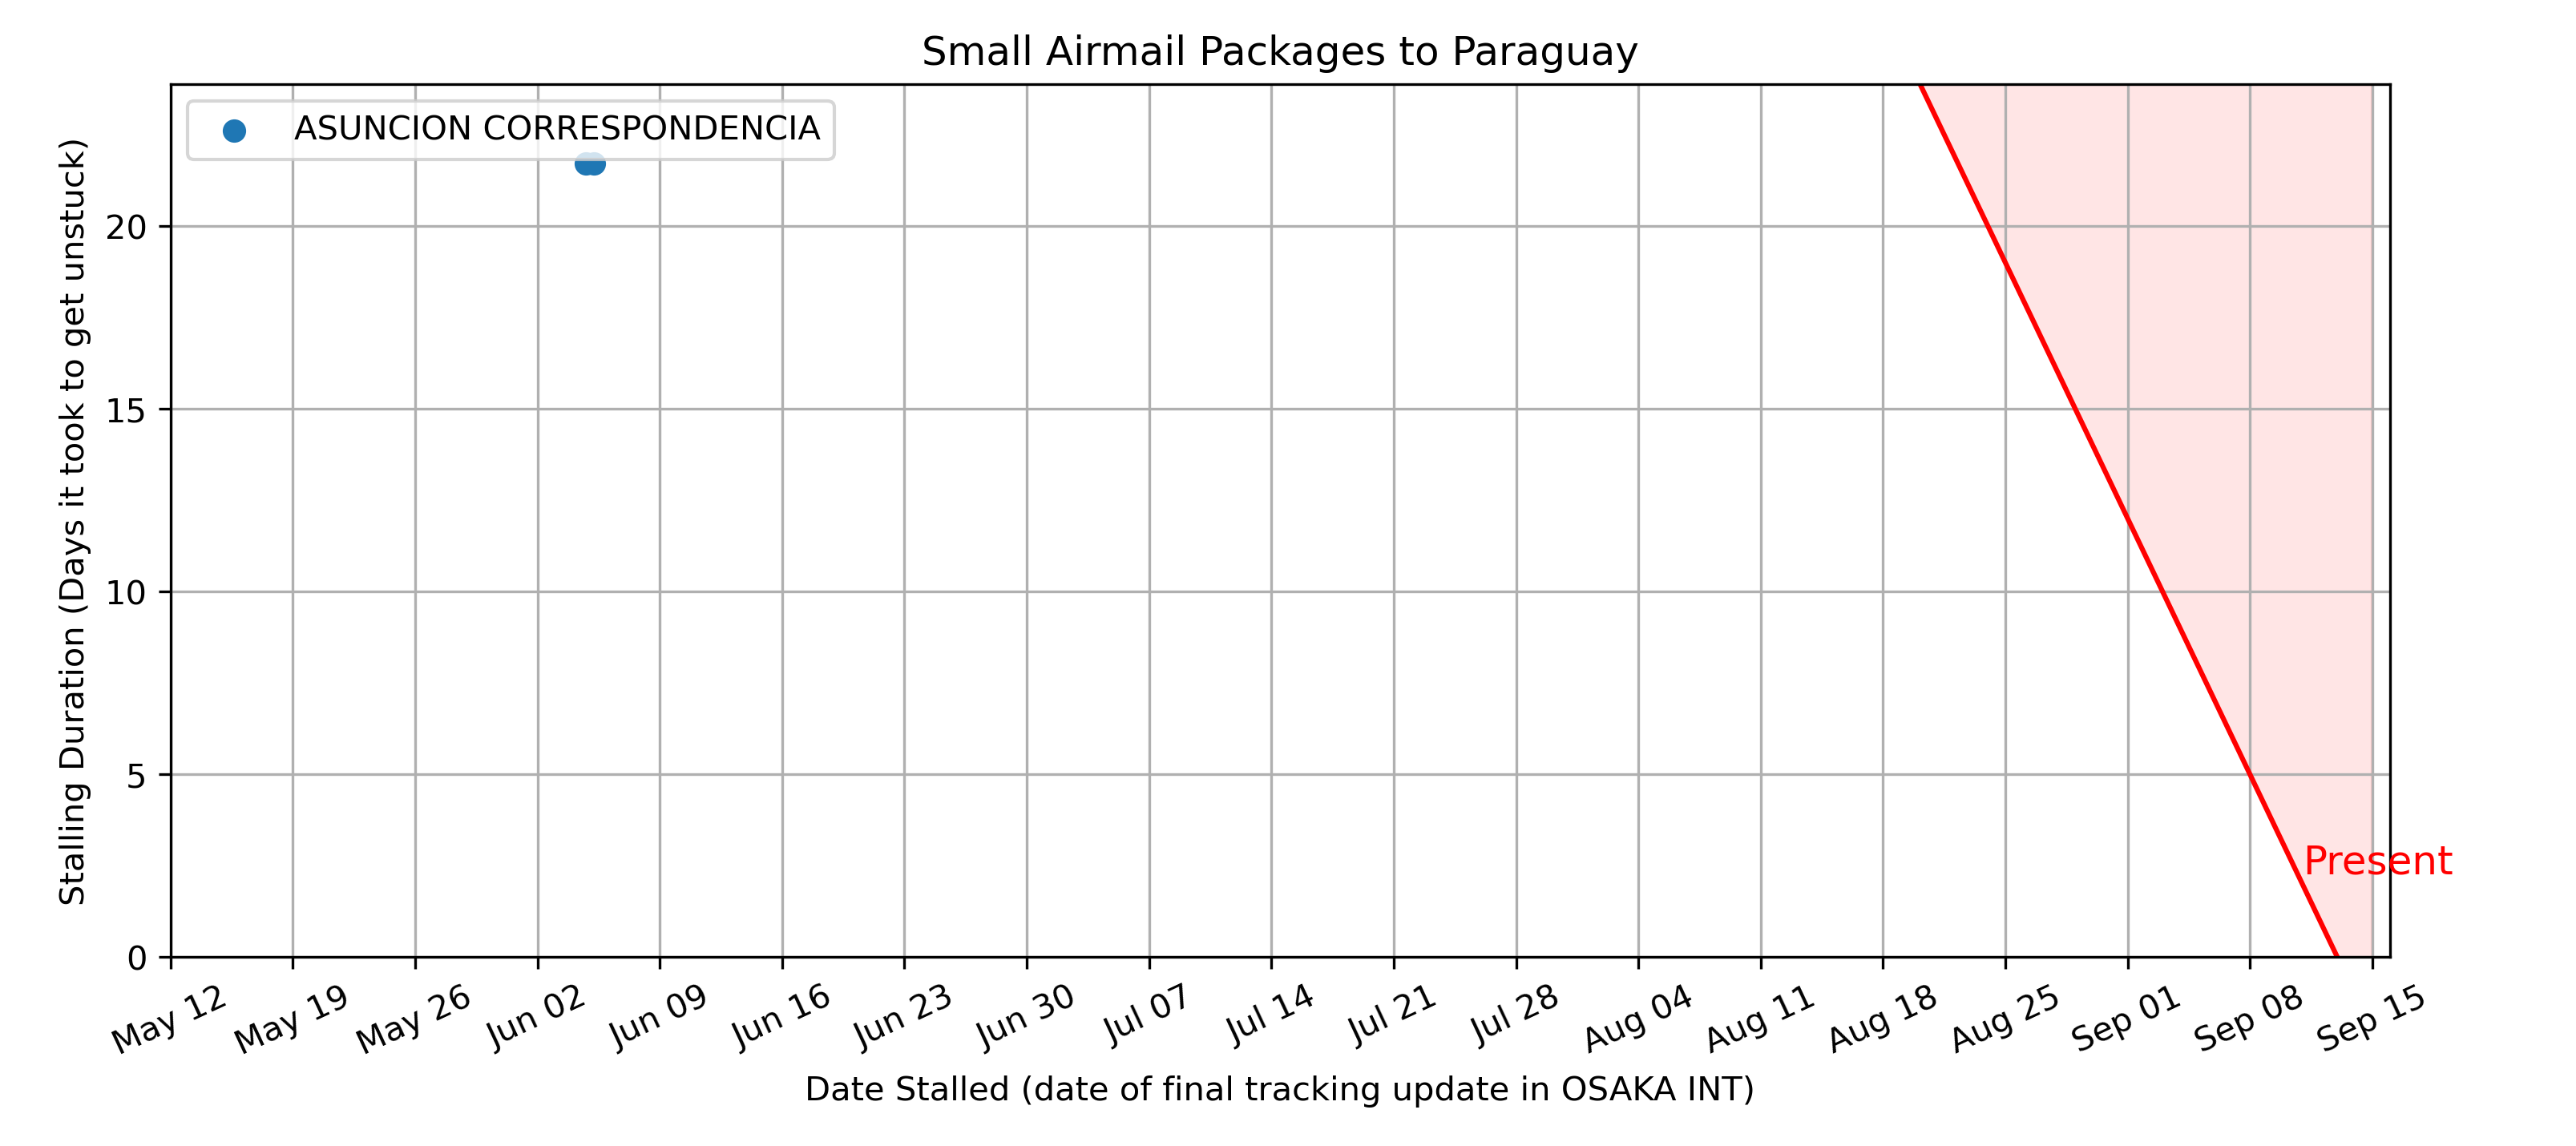 Small Airmail Packages to Paraguay
ASUNCION CORRESPONDENCIA
Stalling Duration (Days it took to get unstuck)
20
15
10
5
0
Present
May 12
May 19
May 26
Jun 02
Jun 09
Jun 16
Jun 23
Jun 30
Jul 07
Jul 14
Jul 21
Jul 28
Aug 04
Aug 11
Aug 18
Aug 25
Sep 01
Sep 08
Sep 15
Date Stalled (date of final tracking update in OSAKA INT)